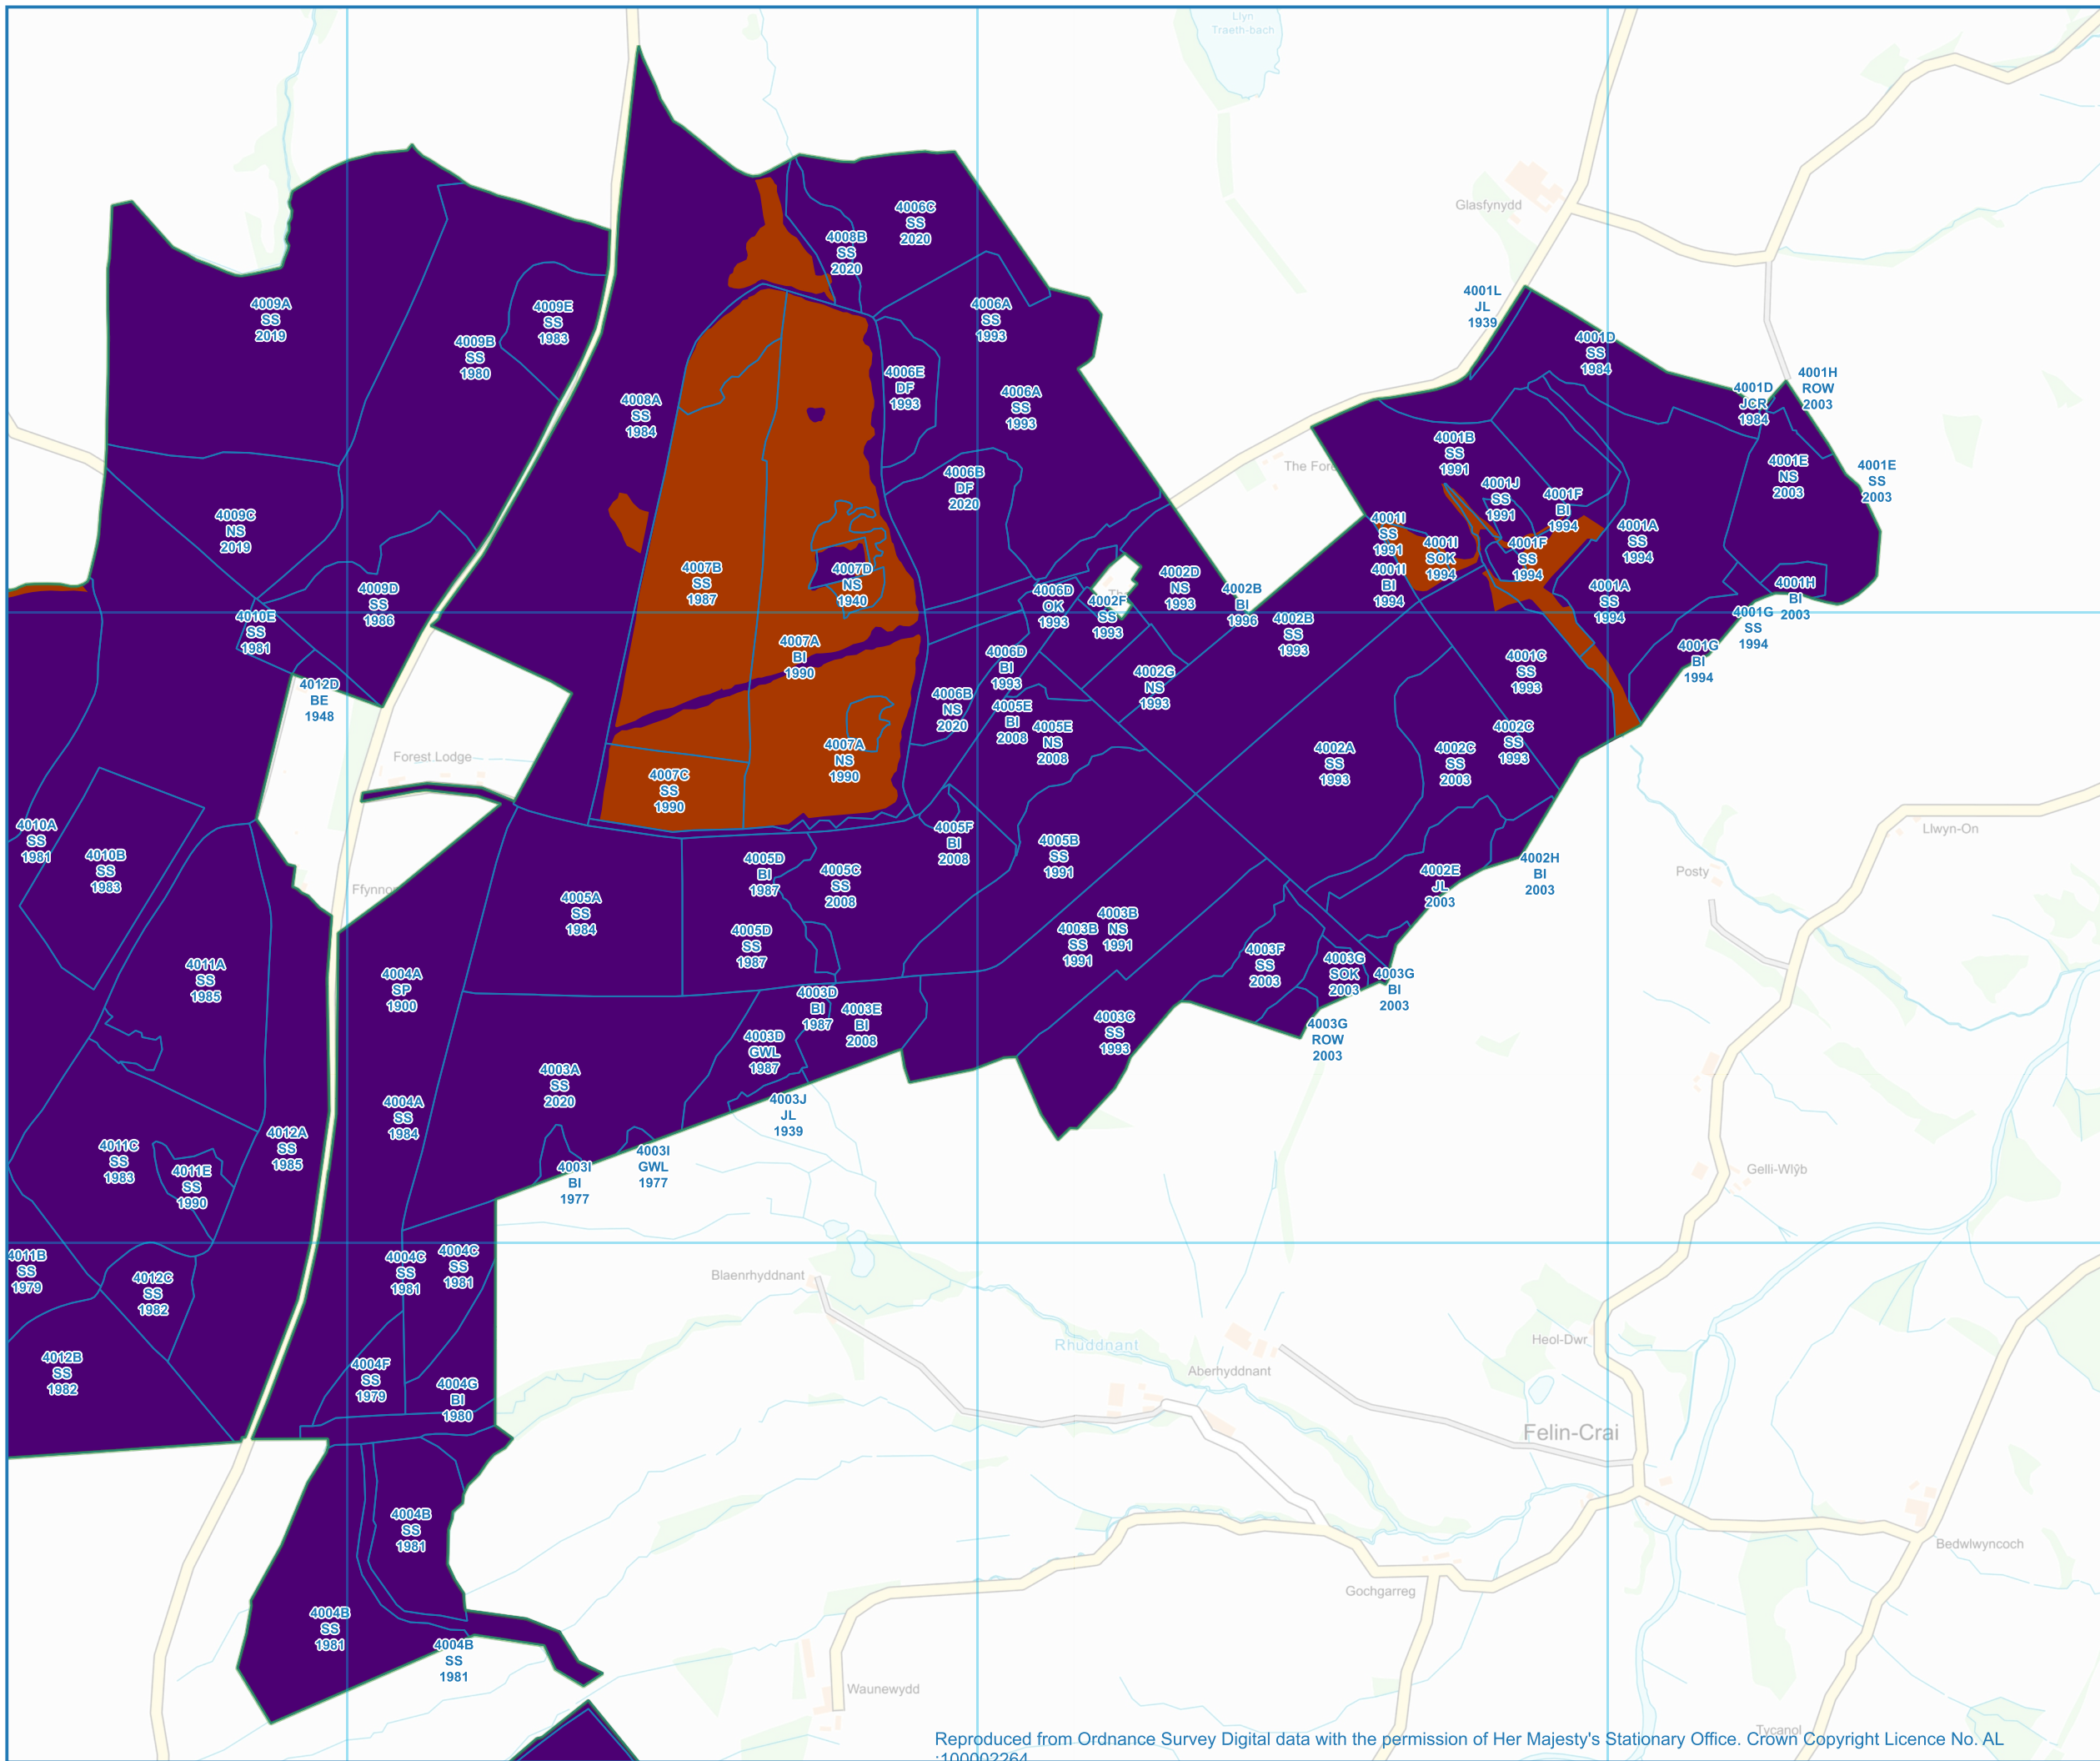 Llyn
Traeth-bach
Glasfynydd
4006C
SS
2020
4008B
SS
2020
4009A
SS
2019
4009E
SS
1983
4009B
SS
1980
4006A
SS
1993
4001L
JL
1939
4001D
SS
1984
4006E
DF
1993
4008A
SS
1984
4006A
SS
1993
4001D
JCR
1984
4001H
ROW
2003
4001B
SS
1991
The Fore
4001E
NS
2003
4001E
SS
2003
4006B
DF
2020
4001J
SS
1991
4001F
BI
1994
4009C
NS
2019
4001I
SS
1991
4001I
SOK
1994
4001F
SS
1994
4001A
SS
1994
4007B
SS
1987
4007D
NS
1940
4009D
SS
1986
4001I
BI
1994
4002D
NS
1993
4006D
OK
1993
4002F
SS
1993
4002B
BI
1996
4001A
SS
1994
4001H
BI
2003
4010E
SS
1981
4002B
SS
1993
4001G
SS
1994
4007A
BI
1990
4006D
BI
1993
4002G
NS
1993
4001C
SS
1993
4001G
BI
1994
4012D
BE
1948
4006B
NS
2020
4005E
BI
2008
4005E
NS
2008
4002A
SS
1993
4002C
SS
2003
4002C
SS
1993
Forest Lodge
4007C
SS
1990
4007A
NS
1990
4010A
SS
1981
4010B
SS
1983
Llwyn-On
4005F
BI
2008
4005B
SS
1991
4005D
BI
1987
4005C
SS
2008
4002E
JL
2003
4002H
BI
2003
Posty
Ffynnon
4005A
SS
1984
4005D
SS
1987
4003B
SS
1991
4003B
NS
1991
4003F
SS
2003
4003G
SOK
2003
4003G
BI
2003
4011A
SS
1985
4004A
SP
1900
4003D
BI
1987
4003E
BI
2008
4003C
SS
1993
4003G
ROW
2003
4003D
GWL
1987
4003A
SS
2020
4003J
JL
1939
4004A
SS
1984
4012A
SS
1985
4011C
SS
1983
4011E
SS
1990
4003I
BI
1977
4003I
GWL
1977
Gelli-Wlŷb
4011B
SS
1979
4012C
SS
1982
4004C
SS
1981
4004C
SS
1981
Blaenrhyddnant
Rhuddnant
Aberhyddnant
Heol-Dwr
4012B
SS
1982
4004F
SS
1979
4004G
BI
1980
Felin-Crai
4004B
SS
1981
Bedwlwyncoch
Gochgarreg
4004B
SS
1981
4004B
SS
1981
Waunewydd
Tycanol
Reproduced from Ordnance Survey Digital data with the permission of Her Majesty's Stationary Office. Crown Copyright Licence No. AL
:100002264